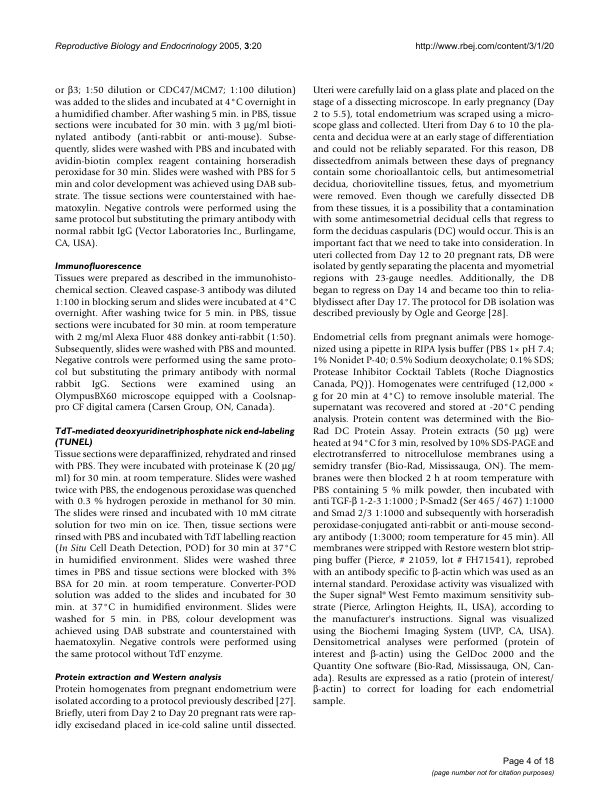 Reproductive Biology and Endocrinology 2005, 3:20
http://www.rbej.com/content/3/1/20
or β3; 1:50 dilution or CDC47/MCM7; 1:100 dilution)
was added to the slides and incubated at 4°C overnight in
a humidified chamber. After washing 5 min. in PBS, tissue
sections were incubated for 30 min. with 3 μg/ml bioti-
nylated antibody (anti-rabbit or anti-mouse). Subse-
quently, slides were washed with PBS and incubated with
avidin-biotin complex reagent containing horseradish
peroxidase for 30 min. Slides were washed with PBS for 5
min and color development was achieved using DAB sub-
strate. The tissue sections were counterstained with hae-
matoxylin. Negative controls were performed using the
same protocol but substituting the primary antibody with
normal rabbit IgG (Vector Laboratories Inc., Burlingame,
CA, USA).
Immunofluorescence
Tissues were prepared as described in the immunohisto-
chemical section. Cleaved caspase-3 antibody was diluted
1:100 in blocking serum and slides were incubated at 4°C
overnight. After washing twice for 5 min. in PBS, tissue
sections were incubated for 30 min. at room temperature
with 2 mg/ml Alexa Fluor 488 donkey anti-rabbit (1:50).
Subsequently, slides were washed with PBS and mounted.
Negative controls were performed using the same proto-
col but substituting the primary antibody with normal
rabbit IgG. Sections were examined using an
OlympusBX60 microscope equipped with a Coolsnap-
pro CF digital camera (Carsen Group, ON, Canada).
TdT-mediated deoxyuridinetriphosphate nick end-labeling
(TUNEL)
Tissue sections were deparaffinized, rehydrated and rinsed
with PBS. They were incubated with proteinase K (20 μg/
ml) for 30 min. at room temperature. Slides were washed
twice with PBS, the endogenous peroxidase was quenched
with 0.3 % hydrogen peroxide in methanol for 30 min.
The slides were rinsed and incubated with 10 mM citrate
solution for two min on ice. Then, tissue sections were
rinsed with PBS and incubated with TdT labelling reaction
(In Situ Cell Death Detection, POD) for 30 min at 37°C
in humidified environment. Slides were washed three
times in PBS and tissue sections were blocked with 3%
BSA for 20 min. at room temperature. Converter-POD
solution was added to the slides and incubated for 30
min. at 37°C in humidified environment. Slides were
washed for 5 min. in PBS, colour development was
achieved using DAB substrate and counterstained with
haematoxylin. Negative controls were performed using
the same protocol without TdT enzyme.
Protein extraction and Western analysis
Protein homogenates from pregnant endometrium were
isolated according to a protocol previously described [27].
Briefly, uteri from Day 2 to Day 20 pregnant rats were rap-
idly excisedand placed in ice-cold saline until dissected.
Uteri were carefully laid on a glass plate and placed on the
stage of a dissecting microscope. In early pregnancy (Day
2 to 5.5), total endometrium was scraped using a micro-
scope glass and collected. Uteri from Day 6 to 10 the pla-
centa and decidua were at an early stage of differentiation
and could not be reliably separated. For this reason, DB
dissectedfrom animals between these days of pregnancy
contain some chorioallantoic cells, but antimesometrial
decidua, choriovitelline tissues, fetus, and myometrium
were removed. Even though we carefully dissected DB
from these tissues, it is a possibility that a contamination
with some antimesometrial decidual cells that regress to
form the deciduas caspularis (DC) would occur. This is an
important fact that we need to take into consideration. In
uteri collected from Day 12 to 20 pregnant rats, DB were
isolated by gently separating the placenta and myometrial
regions with 23-gauge needles. Additionally, the DB
began to regress on Day 14 and became too thin to relia-
blydissect after Day 17. The protocol for DB isolation was
described previously by Ogle and George [28].
Endometrial cells from pregnant animals were homoge-
nized using a pipette in RIPA lysis buffer (PBS 1× pH 7.4;
1% Nonidet P-40; 0.5% Sodium deoxycholate; 0.1% SDS;
Protease Inhibitor Cocktail Tablets (Roche Diagnostics
Canada, PQ)). Homogenates were centrifuged (12,000 ×
g for 20 min at 4°C) to remove insoluble material. The
supernatant was recovered and stored at -20°C pending
analysis. Protein content was determined with the Bio-
Rad DC Protein Assay. Protein extracts (50 μg) were
heated at 94°C for 3 min, resolved by 10% SDS-PAGE and
electrotransferred to nitrocellulose membranes using a
semidry transfer (Bio-Rad, Mississauga, ON). The mem-
branes were then blocked 2 h at room temperature with
PBS containing 5 % milk powder, then incubated with
anti TGF-β 1-2-3 1:1000 ; P-Smad2 (Ser 465 / 467) 1:1000
and Smad 2/3 1:1000 and subsequently with horseradish
peroxidase-conjugated anti-rabbit or anti-mouse second-
ary antibody (1:3000; room temperature for 45 min). All
membranes were stripped with Restore western blot strip-
ping buffer (Pierce, # 21059, lot # FH71541), reprobed
with an antibody specific to β-actin which was used as an
internal standard. Peroxidase activity was visualized with
the Super signal® West Femto maximum sensitivity sub-
strate (Pierce, Arlington Heights, IL, USA), according to
the manufacturer's instructions. Signal was visualized
using the Biochemi Imaging System (UVP, CA, USA).
Densitometrical analyses were performed (protein of
interest and β-actin) using the GelDoc 2000 and the
Quantity One software (Bio-Rad, Mississauga, ON, Can-
ada). Results are expressed as a ratio (protein of interest/
β-actin) to correct for loading for each endometrial
sample.
Page 4 of 18
(page number not for citation purposes)